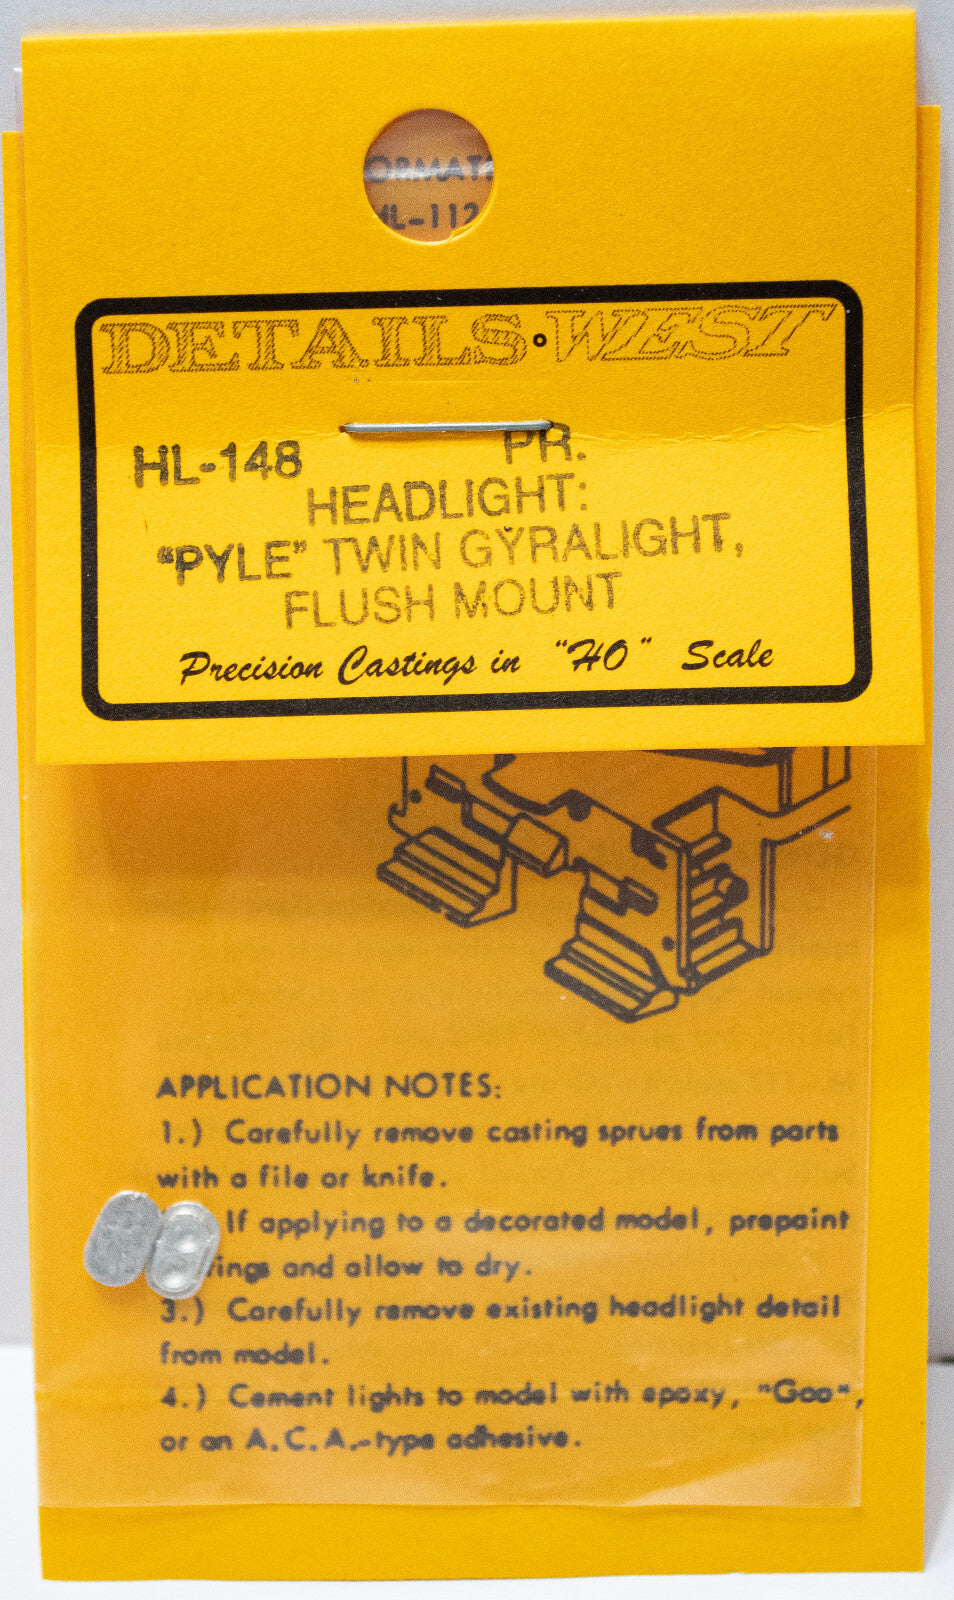 ORMAT
HL-112
DETAILS·WEST
HL-148 PR.
HEADLIGHT:
"PYLE" TWIN GYRALIGHT,
FLUSH MOUNT
Precision Castings in "HO" Scale
APPLICATION NOTES:
1.) Carefully remove casting sprues from parts
with a file or knife.
If applying to a decorated model, prepaint
ings and allow to dry.
3.) Carefully remove existing headlight detail
from model.
4.) Cement lights to model with epoxy, "Goo",
or an A.C.A.-type adhesive.